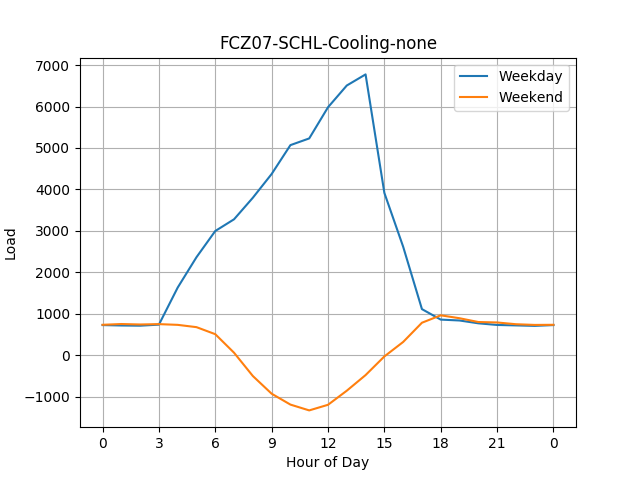 FCZ07-SCHL-Cooling-none
Weekday
Weekend
Load
7000
6000
5000
4000
3000
2000
1000
0
−1000
0 3 6 9 12 15 18 21 0
Hour of Day